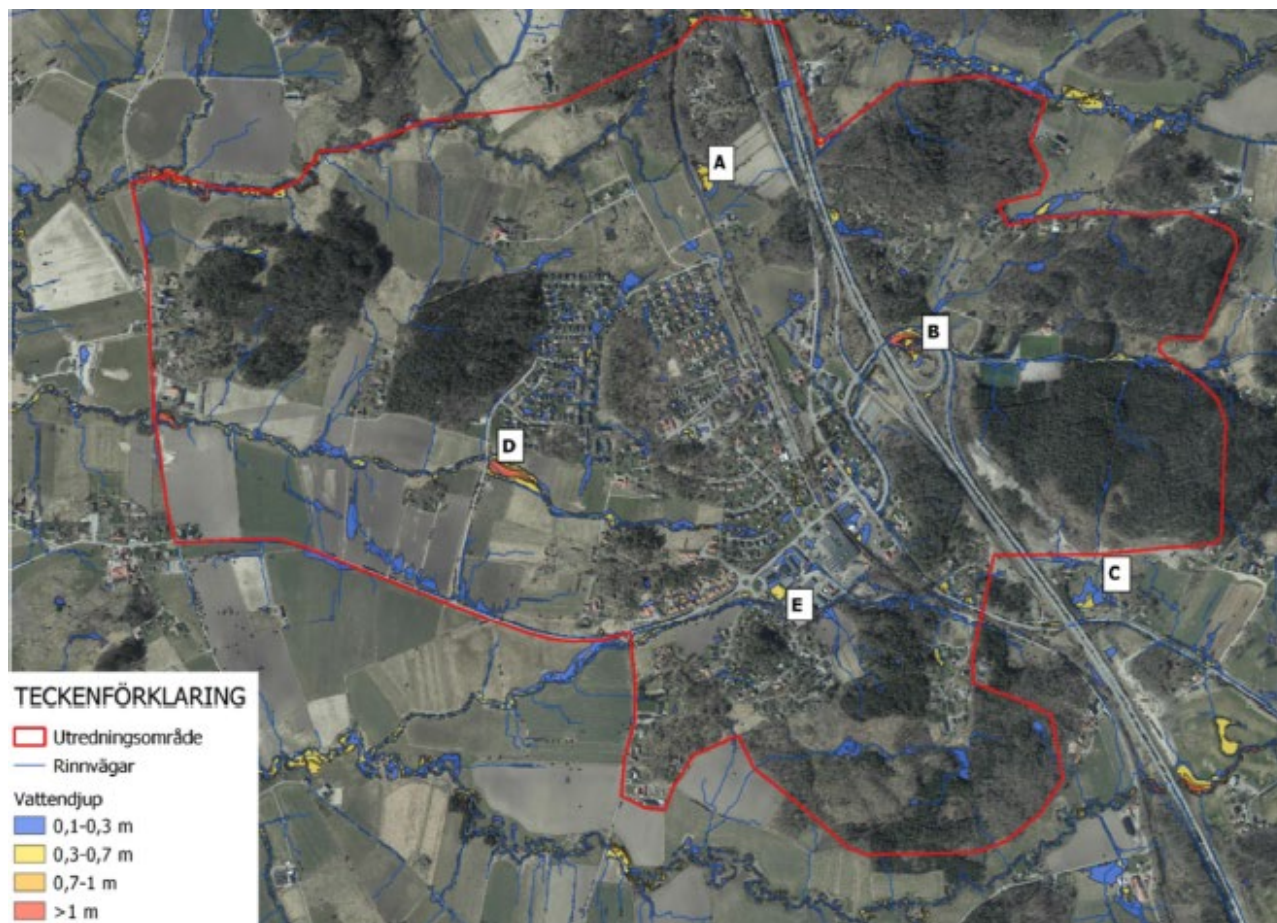 A
B
D
C
E
TECKENFÖRKLARING
Utredningsområde
Rinnvägar
Vattendjup
0,1-0,3 m
0,3-0,7 m
0,7-1 m
>1 m